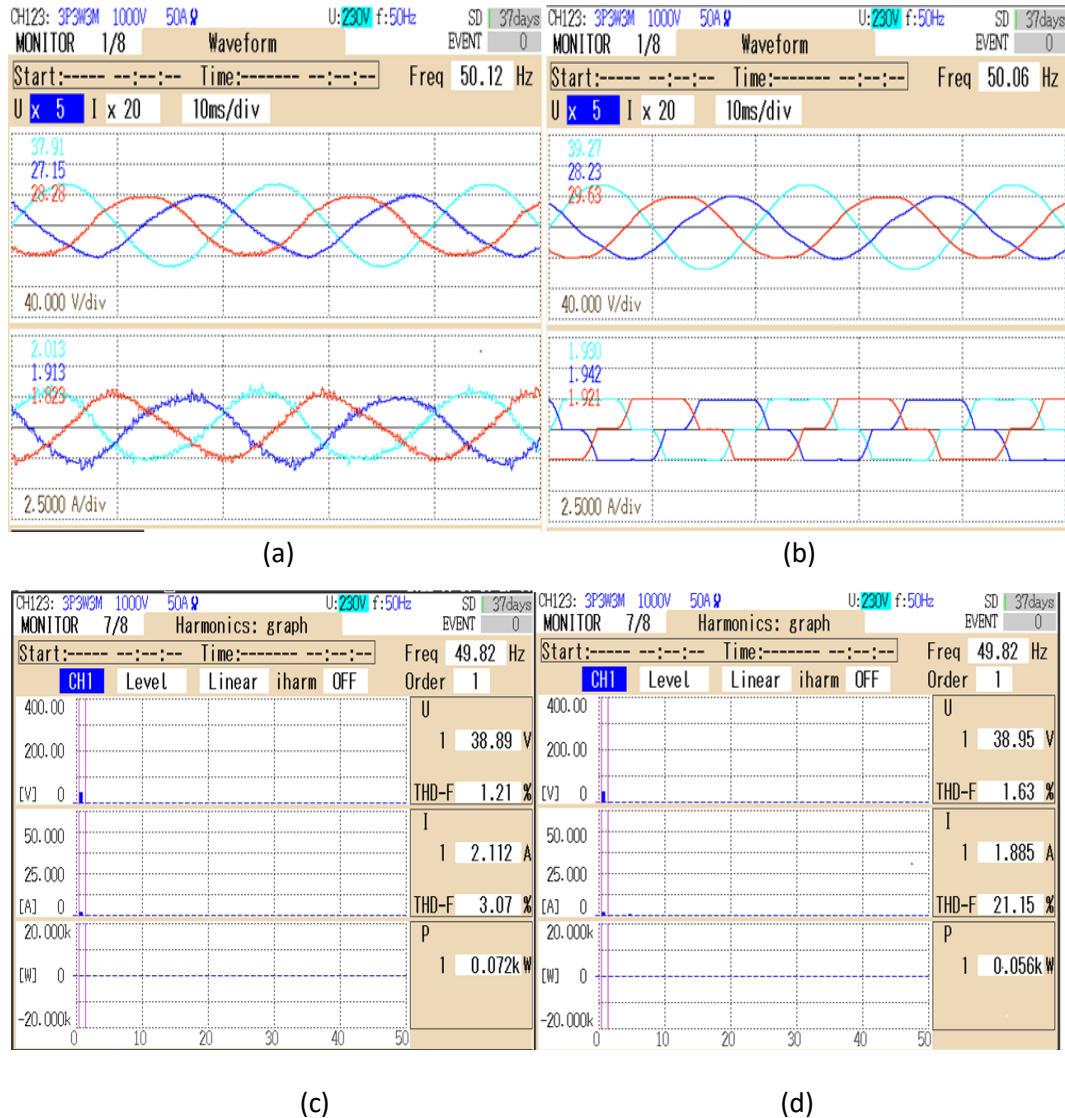 CH123: 3P3W3M 1000V 50A U:230V f:50Hz SD 37days
MONITOR 1/8 Waveform EVENT 0
Start:----- --:--:-- Time:------- --:--:-- Freq 50.12 Hz
U x 5 I x 20 10ms/div
37.91
27.15
28.28
40.000 V/div
2.013
1.913
1.823
2.5000 A/div
(a)
CH123: 3P3W3M 1000V 50A U:230V f:50Hz SD 37days
MONITOR 1/8 Waveform EVENT 0
Start:----- --:--:-- Time:------- --:--:-- Freq 50.06 Hz
U x 5 I x 20 10ms/div
39.27
28.23
29.63
40.000 V/div
1.930
1.942
1.921
2.5000 A/div
(b)
CH123: 3P3W3M 1000V 50A U:230V f:50Hz SD 37days
MONITOR 7/8 Harmonics: graph EVENT 0
Start:----- --:--:-- Time:------- --:--:-- Freq 49.82 Hz
CH1 Level Linear iharm OFF Order 1
400.00 U
200.00 1 38.89 V
[V] 0 THD-F 1.21 %
50.000 I
25.000 1 2.112 A
[A] 0 THD-F 3.07 %
20.000k P
[W] 0 1 0.072kW
-20.000k
0 10 20 30 40 50
(c)
CH123: 3P3W3M 1000V 50A U:230V f:50Hz SD 37days
MONITOR 7/8 Harmonics: graph EVENT 0
Start:----- --:--:-- Time:------- --:--:-- Freq 49.82 Hz
CH1 Level Linear iharm OFF Order 1
400.00 U
200.00 1 38.95 V
[V] 0 THD-F 1.63 %
50.000 I
25.000 1 1.885 A
[A] 0 THD-F 21.15 %
20.000k P
[W] 0 1 0.056kW
-20.000k
0 10 20 30 40 50
(d)